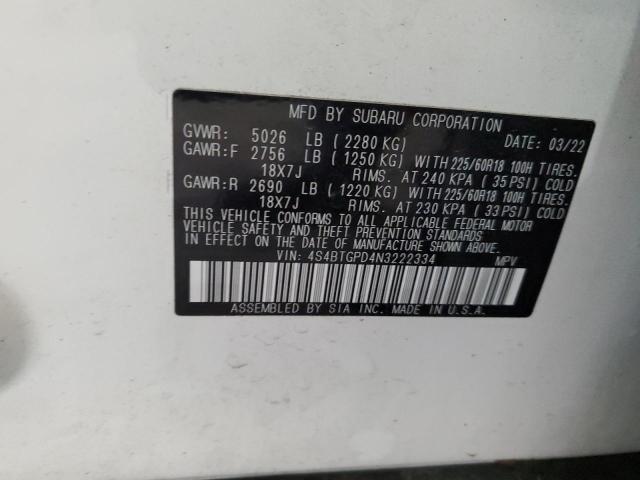 MFD BY SUBARU CORPORATION
GVWR: 5026 LB ( 2280 KG) DATE: 03/22
GAWR:F 2756 LB ( 1250 KG) WITH 225/60R18 100H TIRES.
18X7J RIMS. AT 240 KPA ( 35 PSI) COLD
GAWR:R 2690 LB ( 1220 KG) WITH 225/60R18 100H TIRES.
18X7J RIMS. AT 230 KPA ( 33 PSI) COLD
THIS VEHICLE CONFORMS TO ALL APPLICABLE FEDERAL MOTOR
VEHICLE SAFETY AND THEFT PREVENTION STANDARDS
IN EFFECT ON THE DATE OF MANUFACTURE SHOWN ABOVE.
VIN: 4S4BTGPD4N3222334 MPV
ASSEMBLED BY SIA INC. MADE IN U.S.A.